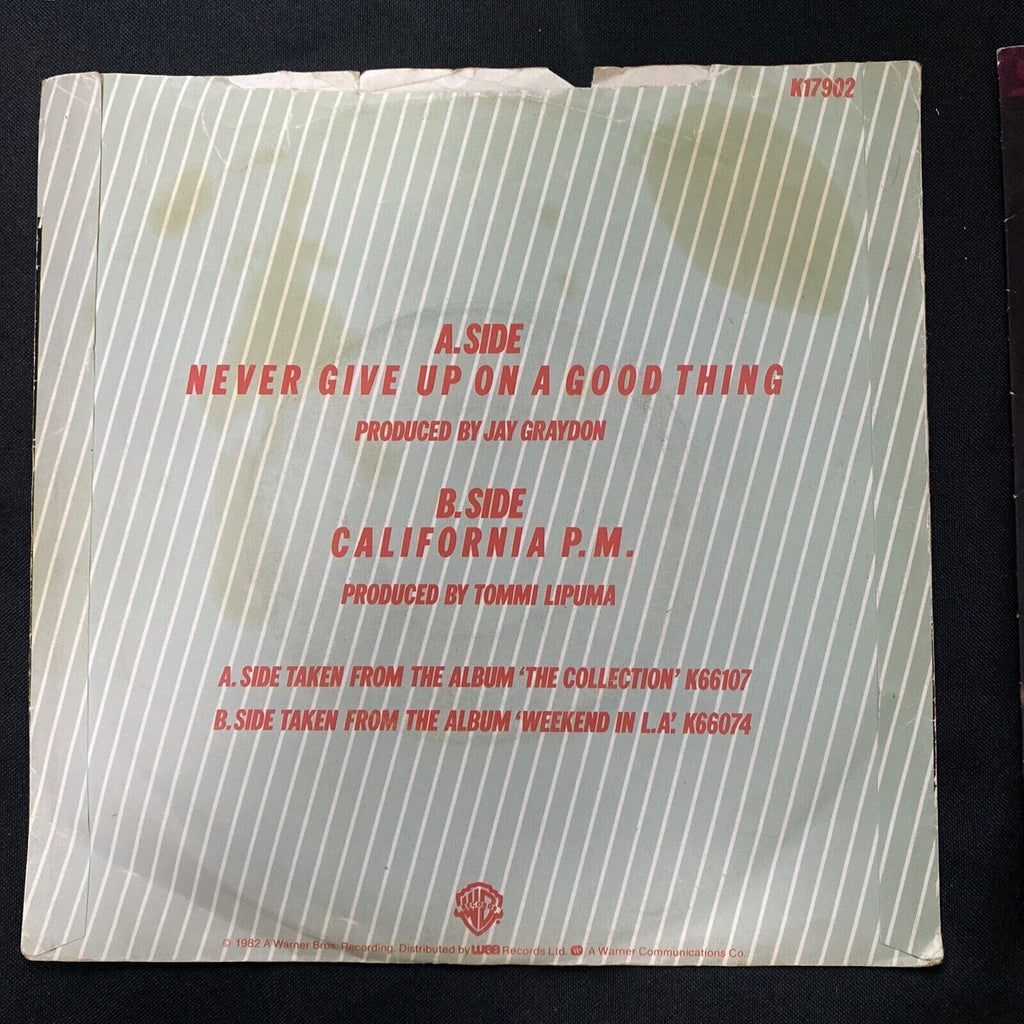 K17902
A.SIDE
NEVER GIVE UP ON A GOOD THING
PRODUCED BY JAY GRAYDON
B.SIDE
CALIFORNIA P.M.
PRODUCED BY TOMMI LIPUMA
A.SIDE TAKEN FROM THE ALBUM 'THE COLLECTION' K66107
B.SIDE TAKEN FROM THE ALBUM 'WEEKEND IN L.A.' K66074
© 1982 A Warner Bros. Recording. Distributed by wea Records Ltd. A Warner Communications Co.